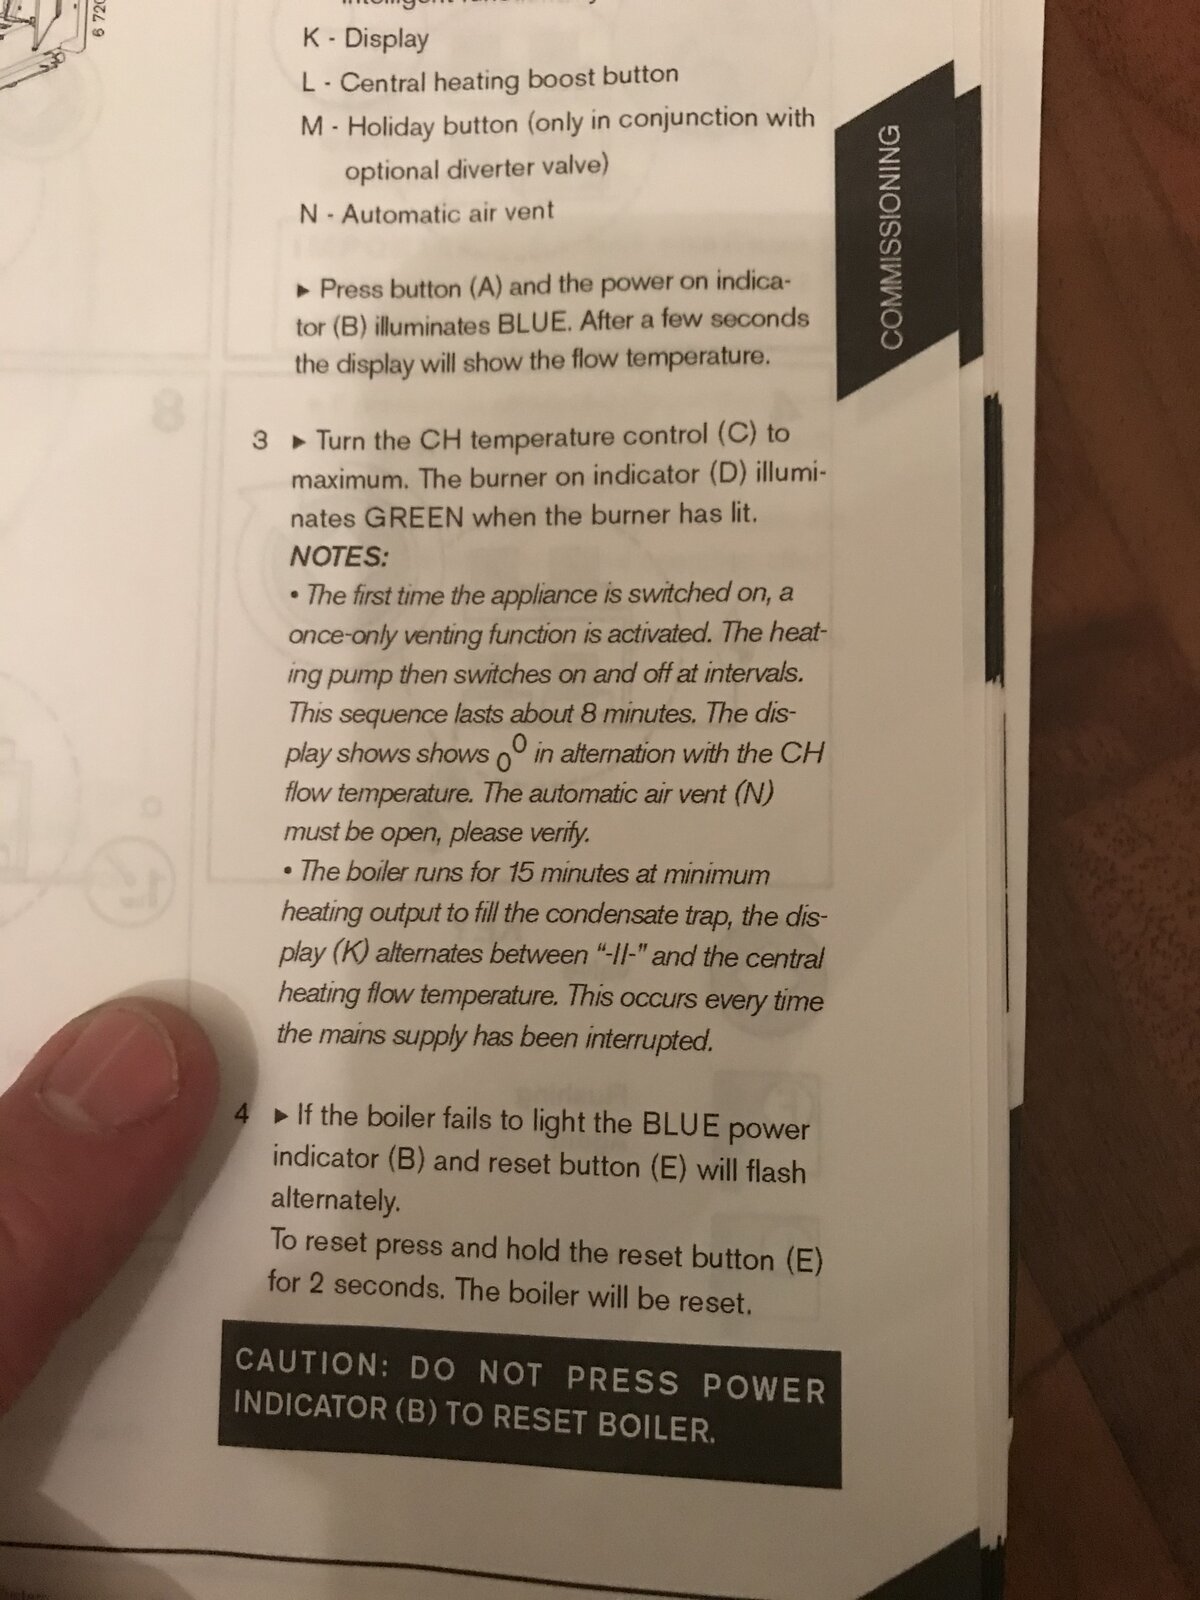 6 720
K - Display
L - Central heating boost button
M - Holiday button (only in conjunction with
optional diverter valve)
N - Automatic air vent
► Press button (A) and the power on indica-
tor (B) illuminates BLUE. After a few seconds
the display will show the flow temperature.
3 ► Turn the CH temperature control (C) to
maximum. The burner on indicator (D) illumi-
nates GREEN when the burner has lit.
NOTES:
• The first time the appliance is switched on, a
once-only venting function is activated. The heat-
ing pump then switches on and off at intervals.
This sequence lasts about 8 minutes. The dis-
play shows shows o⁰ in alternation with the CH
flow temperature. The automatic air vent (N)
must be open, please verify.
• The boiler runs for 15 minutes at minimum
heating output to fill the condensate trap, the dis-
play (K) alternates between “-II-” and the central
heating flow temperature. This occurs every time
the mains supply has been interrupted.
4 ► If the boiler fails to light the BLUE power
indicator (B) and reset button (E) will flash
alternately.
To reset press and hold the reset button (E)
for 2 seconds. The boiler will be reset.
CAUTION: DO NOT PRESS POWER
INDICATOR (B) TO RESET BOILER.
COMMISSIONING